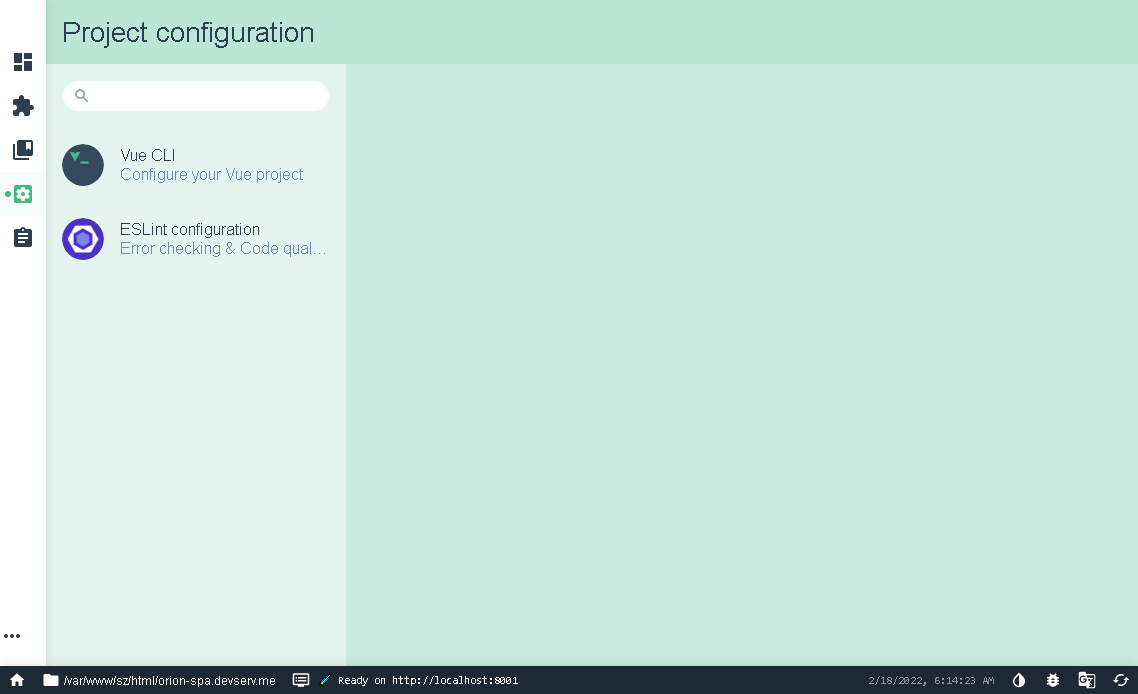 Project configuration
Vue CLI
Configure your Vue project
ESLint configuration
Error checking & Code qual...
/var/www/sz/html/orion-spa.devserv.me
Ready on http://localhost:8001
2/18/2022, 6:14:23 AM